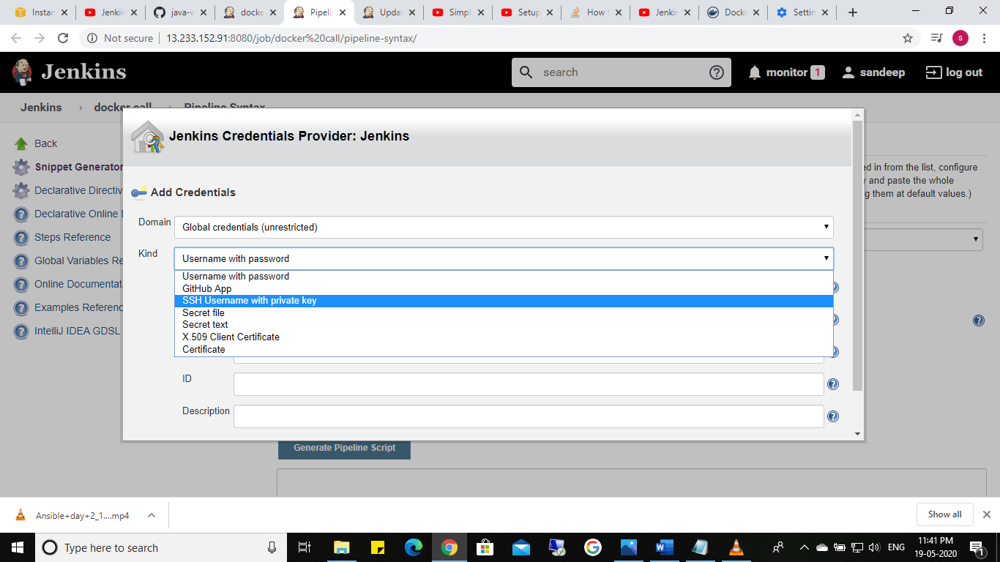 Instan
Jenkin
java-w
docke
Pipeli
Updat
Simpl
Setup
How t
Jenkin
Docke
Settin
Not secure
13.233.152.91:8080/job/docker%20call/pipeline-syntax/
s
Jenkins
search
monitor 1
sandeep
log out
Jenkins
docker call
Pipeline Syntax
Back
Snippet Generator
Declarative Directiv
Declarative Online
Steps Reference
Global Variables Re
Online Documentat
Examples Referenc
IntelliJ IDEA GDSL
Jenkins Credentials Provider: Jenkins
Add Credentials
Domain
Global credentials (unrestricted)
Kind
Username with password
Username with password
GitHub App
SSH Username with private key
Secret file
Secret text
X.509 Client Certificate
Certificate
ID
Description
ed in from the list, configure
y and paste the whole
g them at default values.)
Generate Pipeline Script
Ansible+day+2_1....mp4
Show all
Type here to search
ENG
11:41 PM
19-05-2020
1